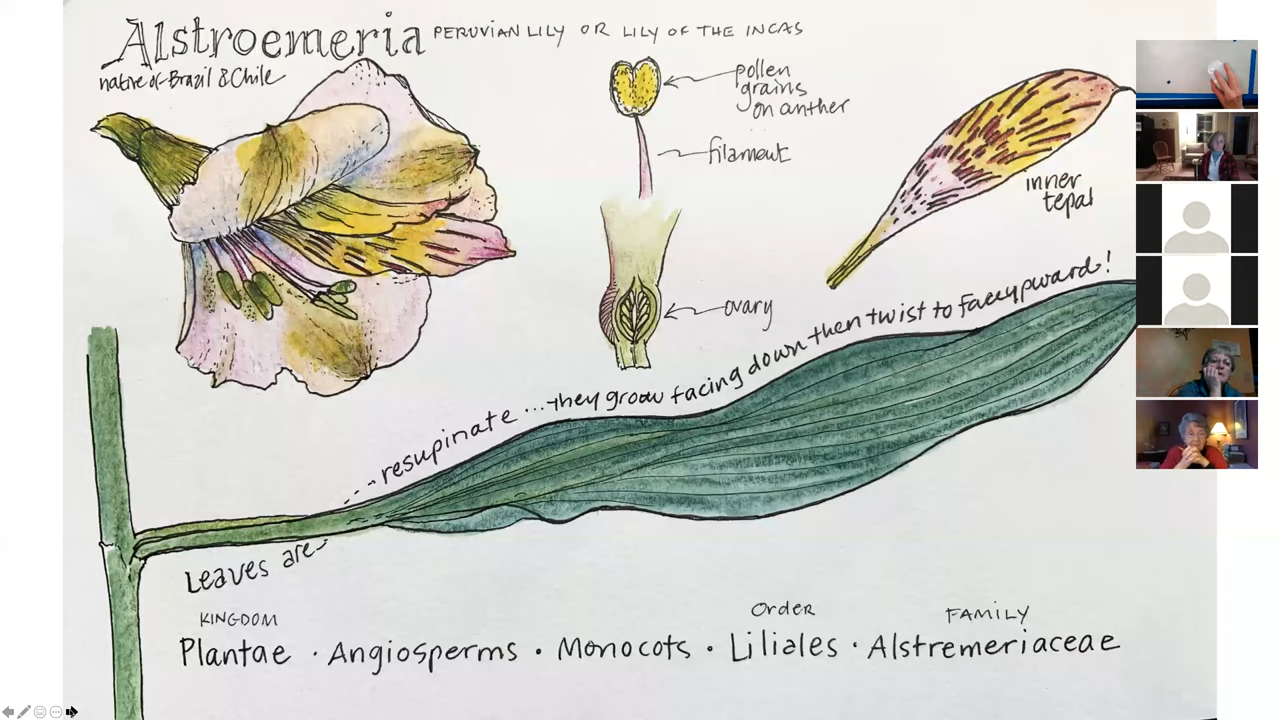 Alstroemeria PERUVIAN LILY OR LILY OF THE INCAS
native of Brazil & Chile
pollen
grains
on anther
filament
inner
tepal
ovary
Leaves are resupinate ... they grow facing down then twist to face upward!
KINGDOM Order FAMILY
Plantae · Angiosperms · Monocots · Liliales · Alstremeriaceae